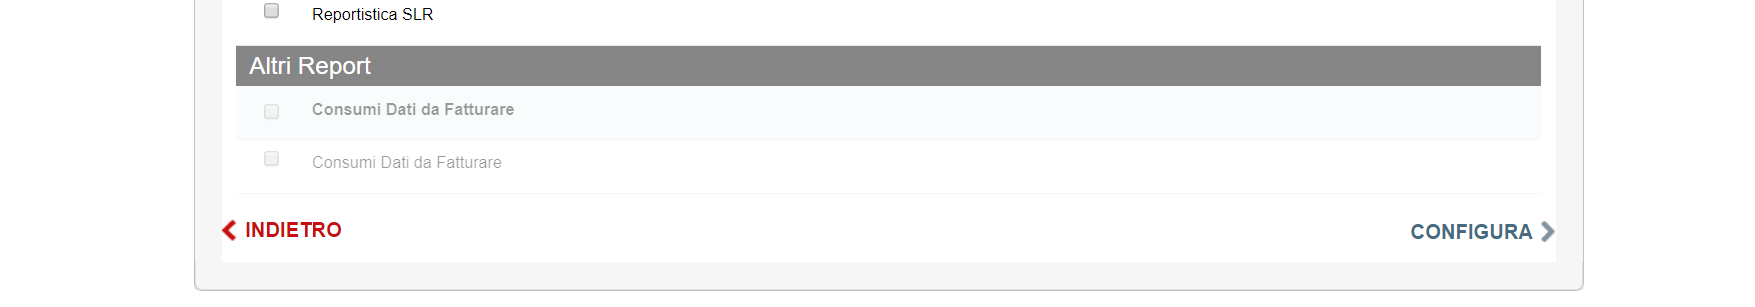 Reportistica SLR
Altri Report
Consumi Dati da Fatturare
Consumi Dati da Fatturare
INDIETRO
CONFIGURA